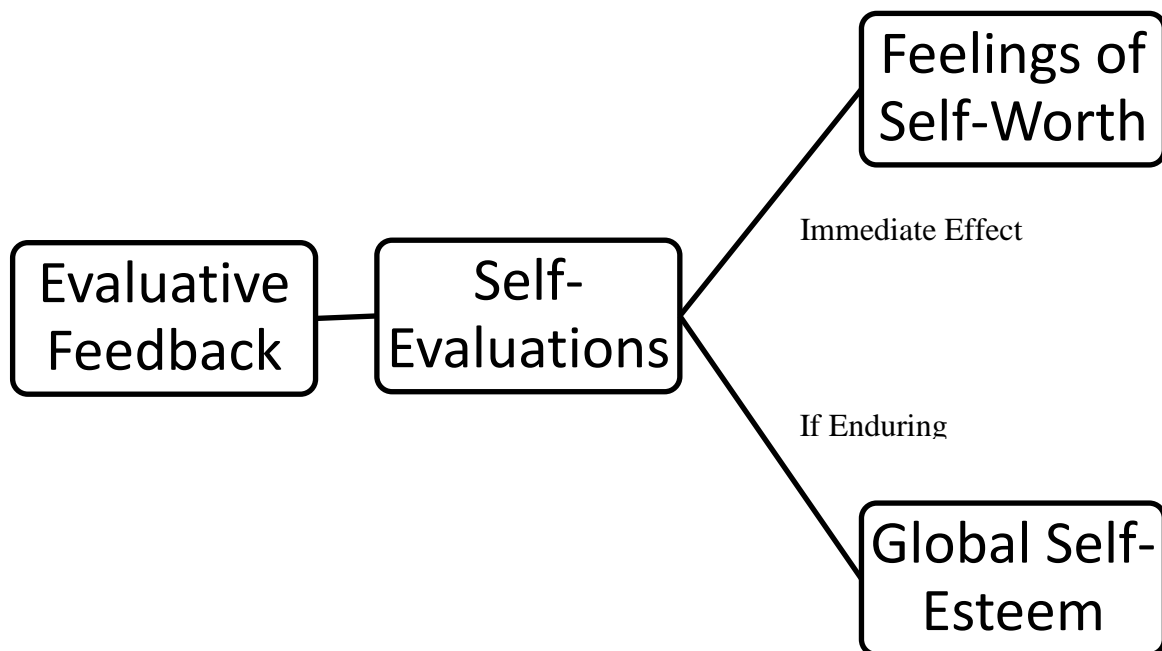 Feelings of
Self-Worth
Immediate Effect
Evaluative
Feedback
Self-
Evaluations
If Enduring
Global Self-
Esteem